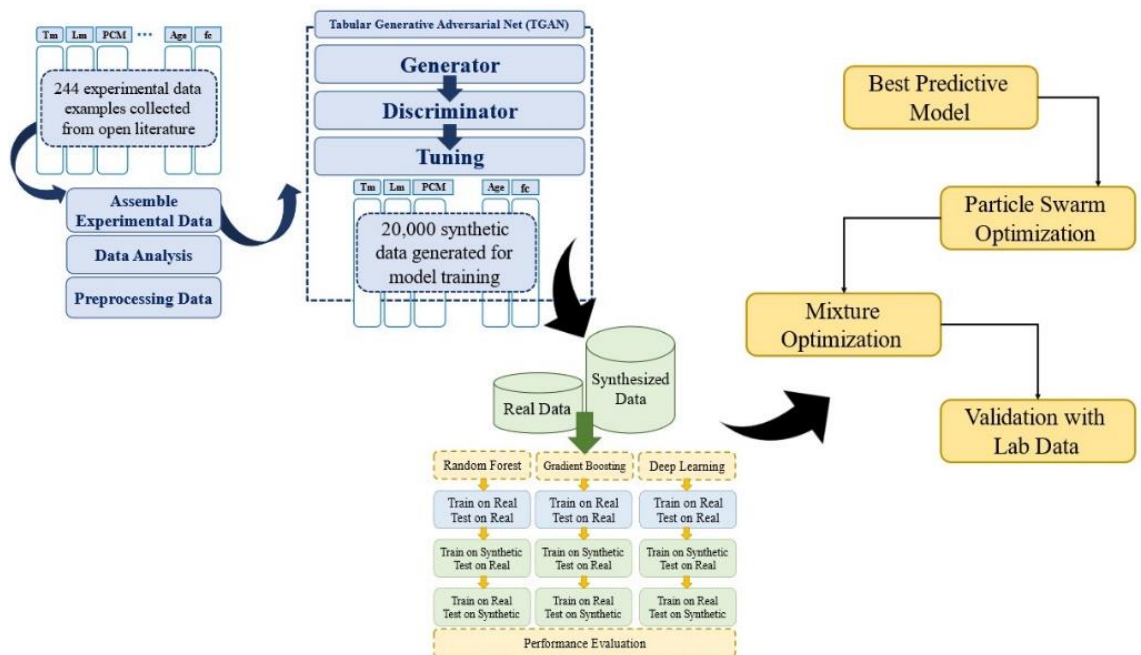 Tm Lm PCM ... Age fc
244 experimental data
examples collected
from open literature
Assemble
Experimental Data
Data Analysis
Preprocessing Data
Tabular Generative Adversarial Net (TGAN)
Generator
Discriminator
Tuning
Tm Lm PCM Age fc
20,000 synthetic
data generated for
model training
Real Data
Synthesized
Data
Random Forest
Gradient Boosting
Deep Learning
Train on Real
Test on Real
Train on Real
Test on Real
Train on Real
Test on Real
Train on Synthetic
Test on Real
Train on Synthetic
Test on Real
Train on Synthetic
Test on Real
Train on Real
Test on Synthetic
Train on Real
Test on Synthetic
Train on Real
Test on Synthetic
Performance Evaluation
Best Predictive
Model
Particle Swarm
Optimization
Mixture
Optimization
Validation with
Lab Data